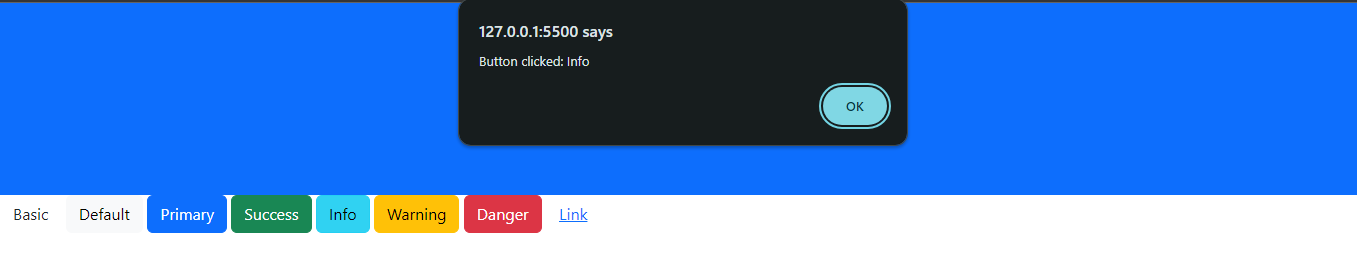 127.0.0.1:5500 says
Button clicked: Info
OK
Basic Default Primary Success Info Warning Danger Link